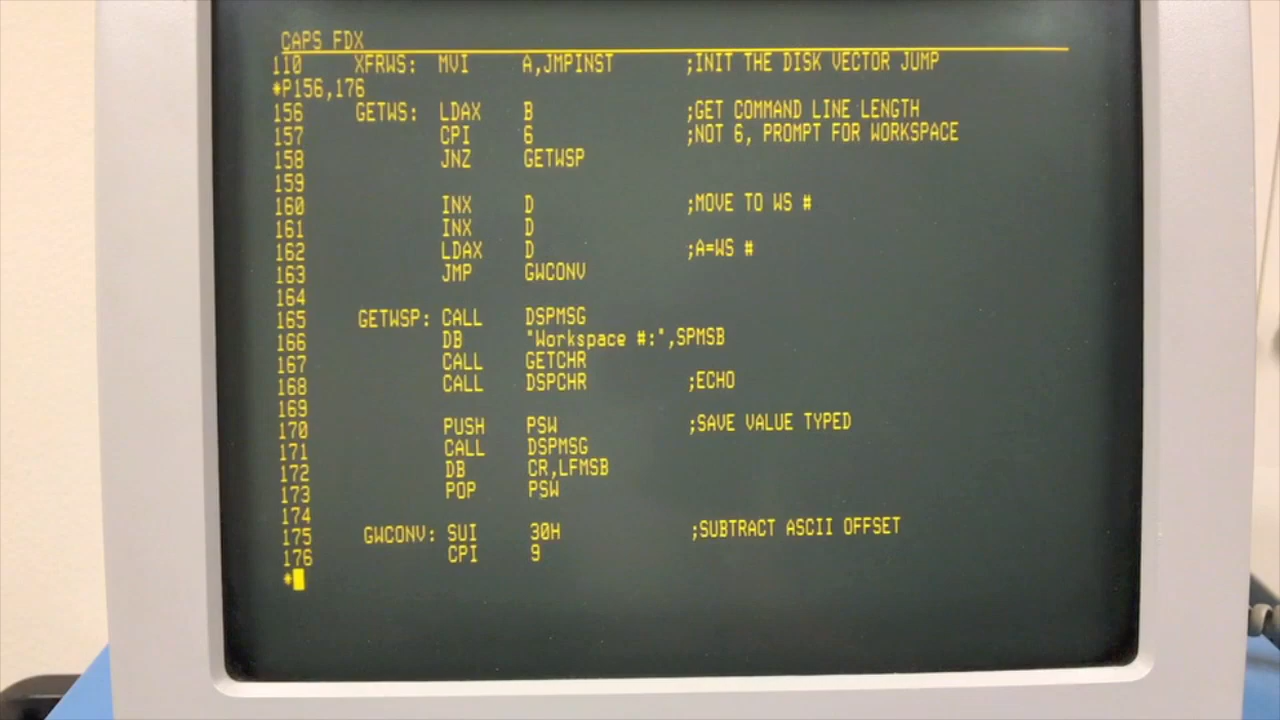 CAPS FDX
110 XFRWS: MVI A,JMPINST ;INIT THE DISK VECTOR JUMP
*P156,176
156 GETWS: LDAX B ;GET COMMAND LINE LENGTH
157 CPI 6 ;NOT 6, PROMPT FOR WORKSPACE
158 JNZ GETWSP
159
160 INX D ;MOVE TO WS #
161 INX D
162 LDAX D ;A=WS #
163 JMP GWCONV
164
165 GETWSP: CALL DSPMSG
166 DB "Workspace #:",SPMSB
167 CALL GETCHR
168 CALL DSPCHR ;ECHO
169
170 PUSH PSW ;SAVE VALUE TYPED
171 CALL DSPMSG
172 DB CR,LFMSB
173 POP PSW
174
175 GWCONV: SUI 30H ;SUBTRACT ASCII OFFSET
176 CPI 9
*